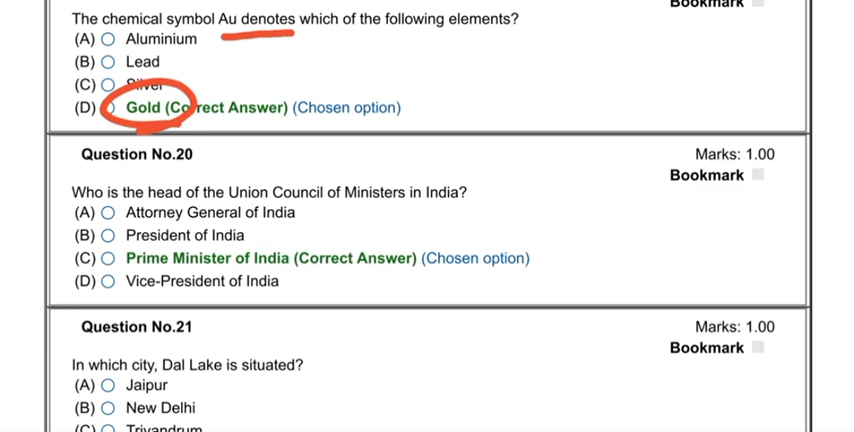 Bookmark
The chemical symbol Au denotes which of the following elements?
(A) Aluminium
(B) Lead
(C) Silver
(D) Gold (Correct Answer) (Chosen option)
Question No.20 Marks: 1.00
Bookmark
Who is the head of the Union Council of Ministers in India?
(A) Attorney General of India
(B) President of India
(C) Prime Minister of India (Correct Answer) (Chosen option)
(D) Vice-President of India
Question No.21 Marks: 1.00
Bookmark
In which city, Dal Lake is situated?
(A) Jaipur
(B) New Delhi
(C) Trivandrum